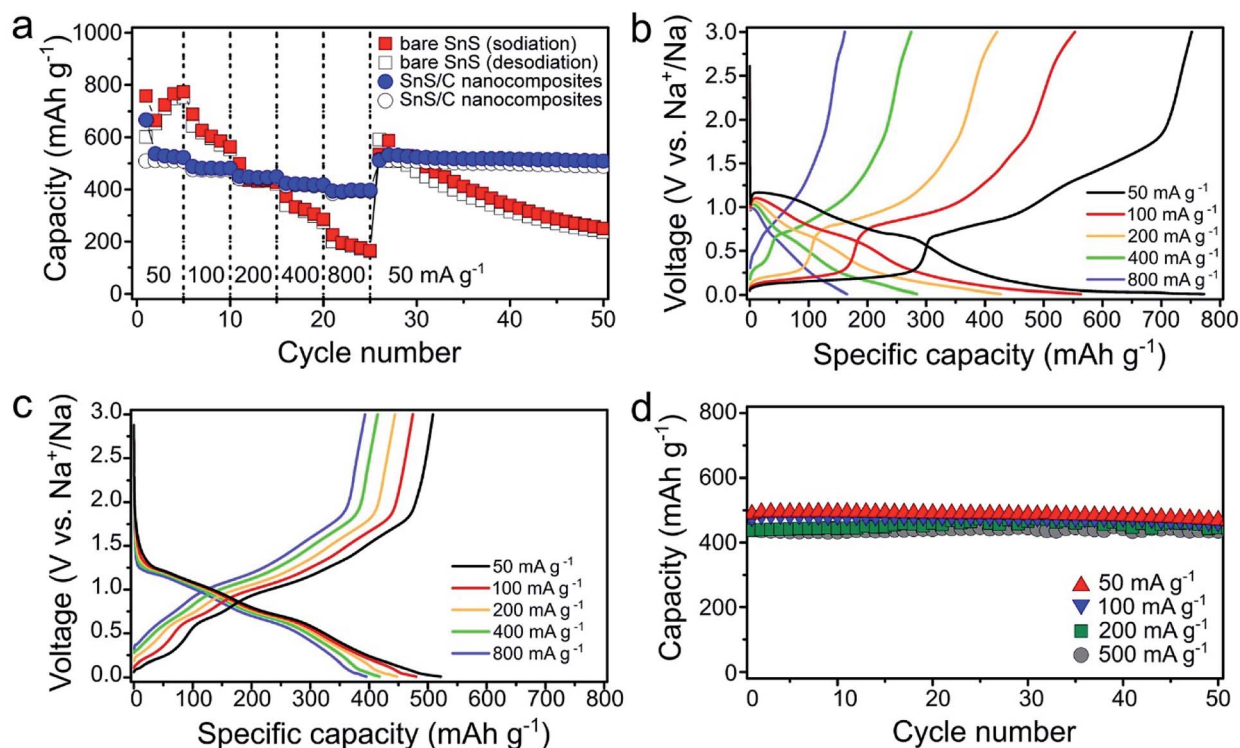 a
Capacity (mAh g⁻¹)
1000
800
600
400
200
0
bare SnS (sodiation)
bare SnS (desodiation)
SnS/C nanocomposites
SnS/C nanocomposites
50 100 200 400 800 50 mA g⁻¹
0 10 20 30 40 50
Cycle number
b
Voltage (V vs. Na⁺/Na)
3.0
2.5
2.0
1.5
1.0
0.5
0.0
50 mA g⁻¹
100 mA g⁻¹
200 mA g⁻¹
400 mA g⁻¹
800 mA g⁻¹
0 100 200 300 400 500 600 700 800
Specific capacity (mAh g⁻¹)
c
Voltage (V vs. Na⁺/Na)
3.0
2.5
2.0
1.5
1.0
0.5
0.0
50 mA g⁻¹
100 mA g⁻¹
200 mA g⁻¹
400 mA g⁻¹
800 mA g⁻¹
0 100 200 300 400 500 600 700 800
Specific capacity (mAh g⁻¹)
d
Capacity (mAh g⁻¹)
800
600
400
200
0
50 mA g⁻¹
100 mA g⁻¹
200 mA g⁻¹
500 mA g⁻¹
0 10 20 30 40 50
Cycle number